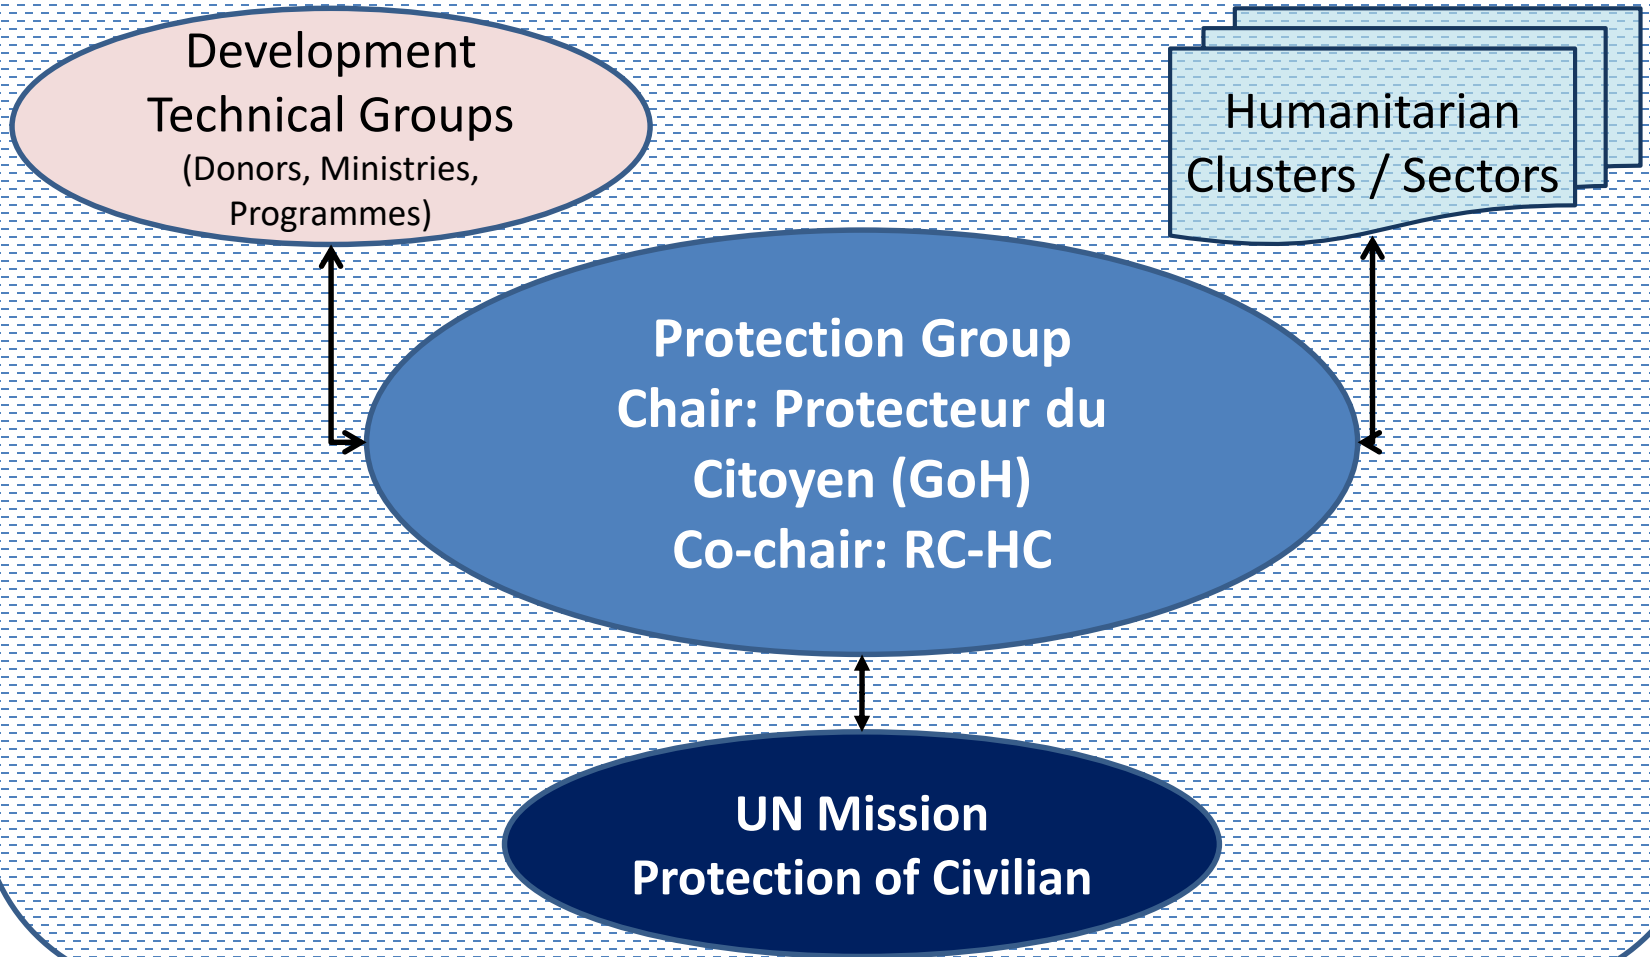 Development
Technical Groups
(Donors, Ministries,
Programmes)
Humanitarian
Clusters / Sectors
Protection Group
Chair: Protecteur du
Citoyen (GoH)
Co-chair: RC-HC
UN Mission
Protection of Civilian